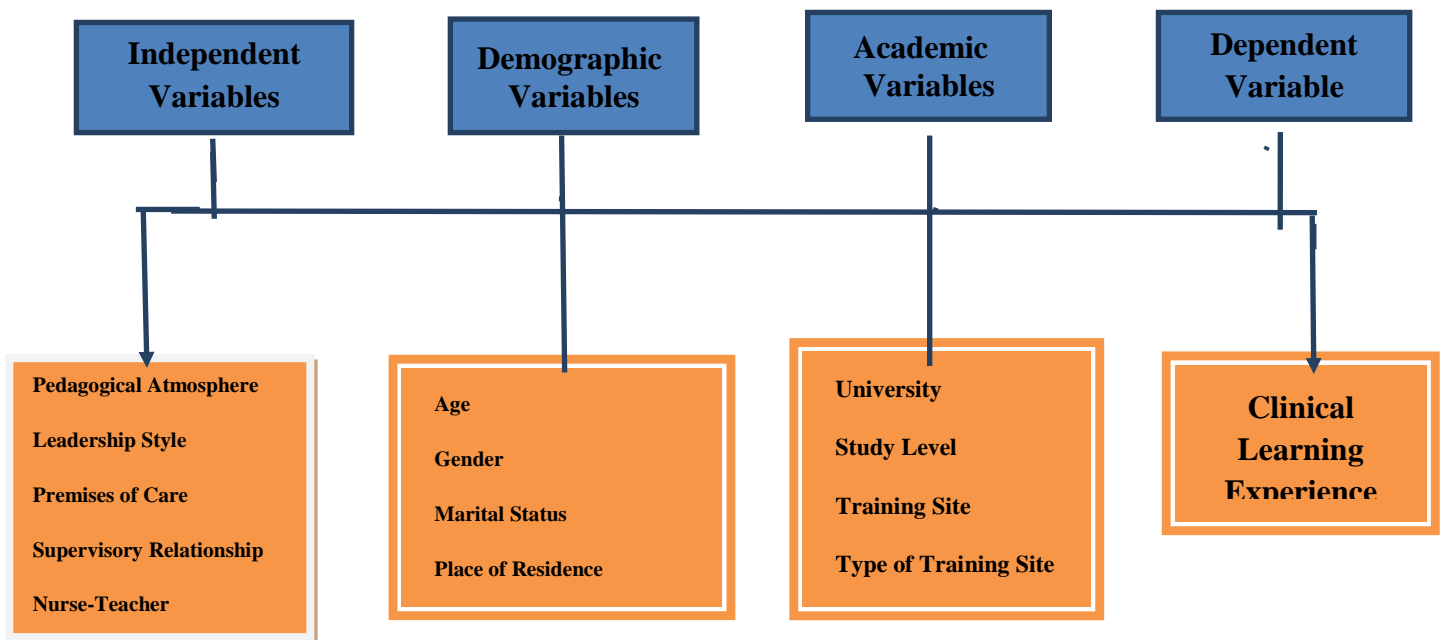 Independent
Variables
Demographic
Variables
Academic
Variables
Dependent
Variable
Pedagogical Atmosphere
Leadership Style
Premises of Care
Supervisory Relationship
Nurse-Teacher
Age
Gender
Marital Status
Place of Residence
University
Study Level
Training Site
Type of Training Site
Clinical
Learning
Experience